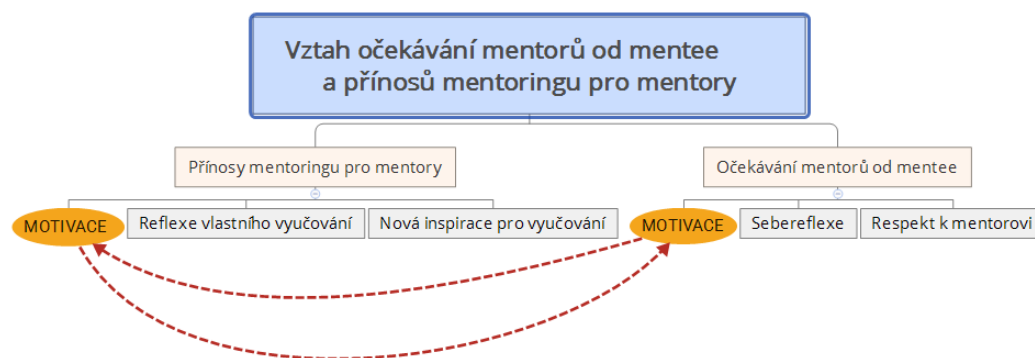 Vztah očekávání mentorů od mentee
a přínosů mentoringu pro mentory
Přínosy mentoringu pro mentory
Očekávání mentorů od mentee
MOTIVACE
Reflexe vlastního vyučování
Nová inspirace pro vyučování
MOTIVACE
Sebereflexe
Respekt k mentorovi